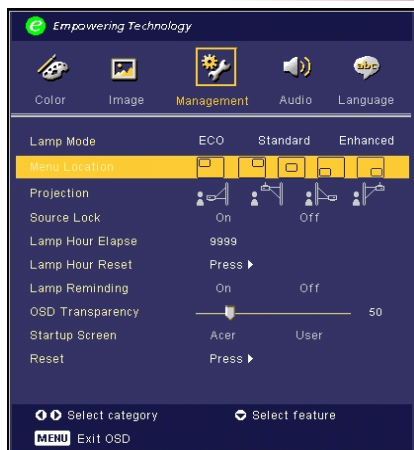 e Empowering Technology
Color Image Management Audio Language
abc
Lamp Mode ECO Standard Enhanced
Menu Location
Projection
Source Lock On Off
Lamp Hour Elapse 9999
Lamp Hour Reset Press
Lamp Reminding On Off
OSD Transparency 50
Startup Screen Acer User
Reset Press
Select category Select feature
MENU Exit OSD